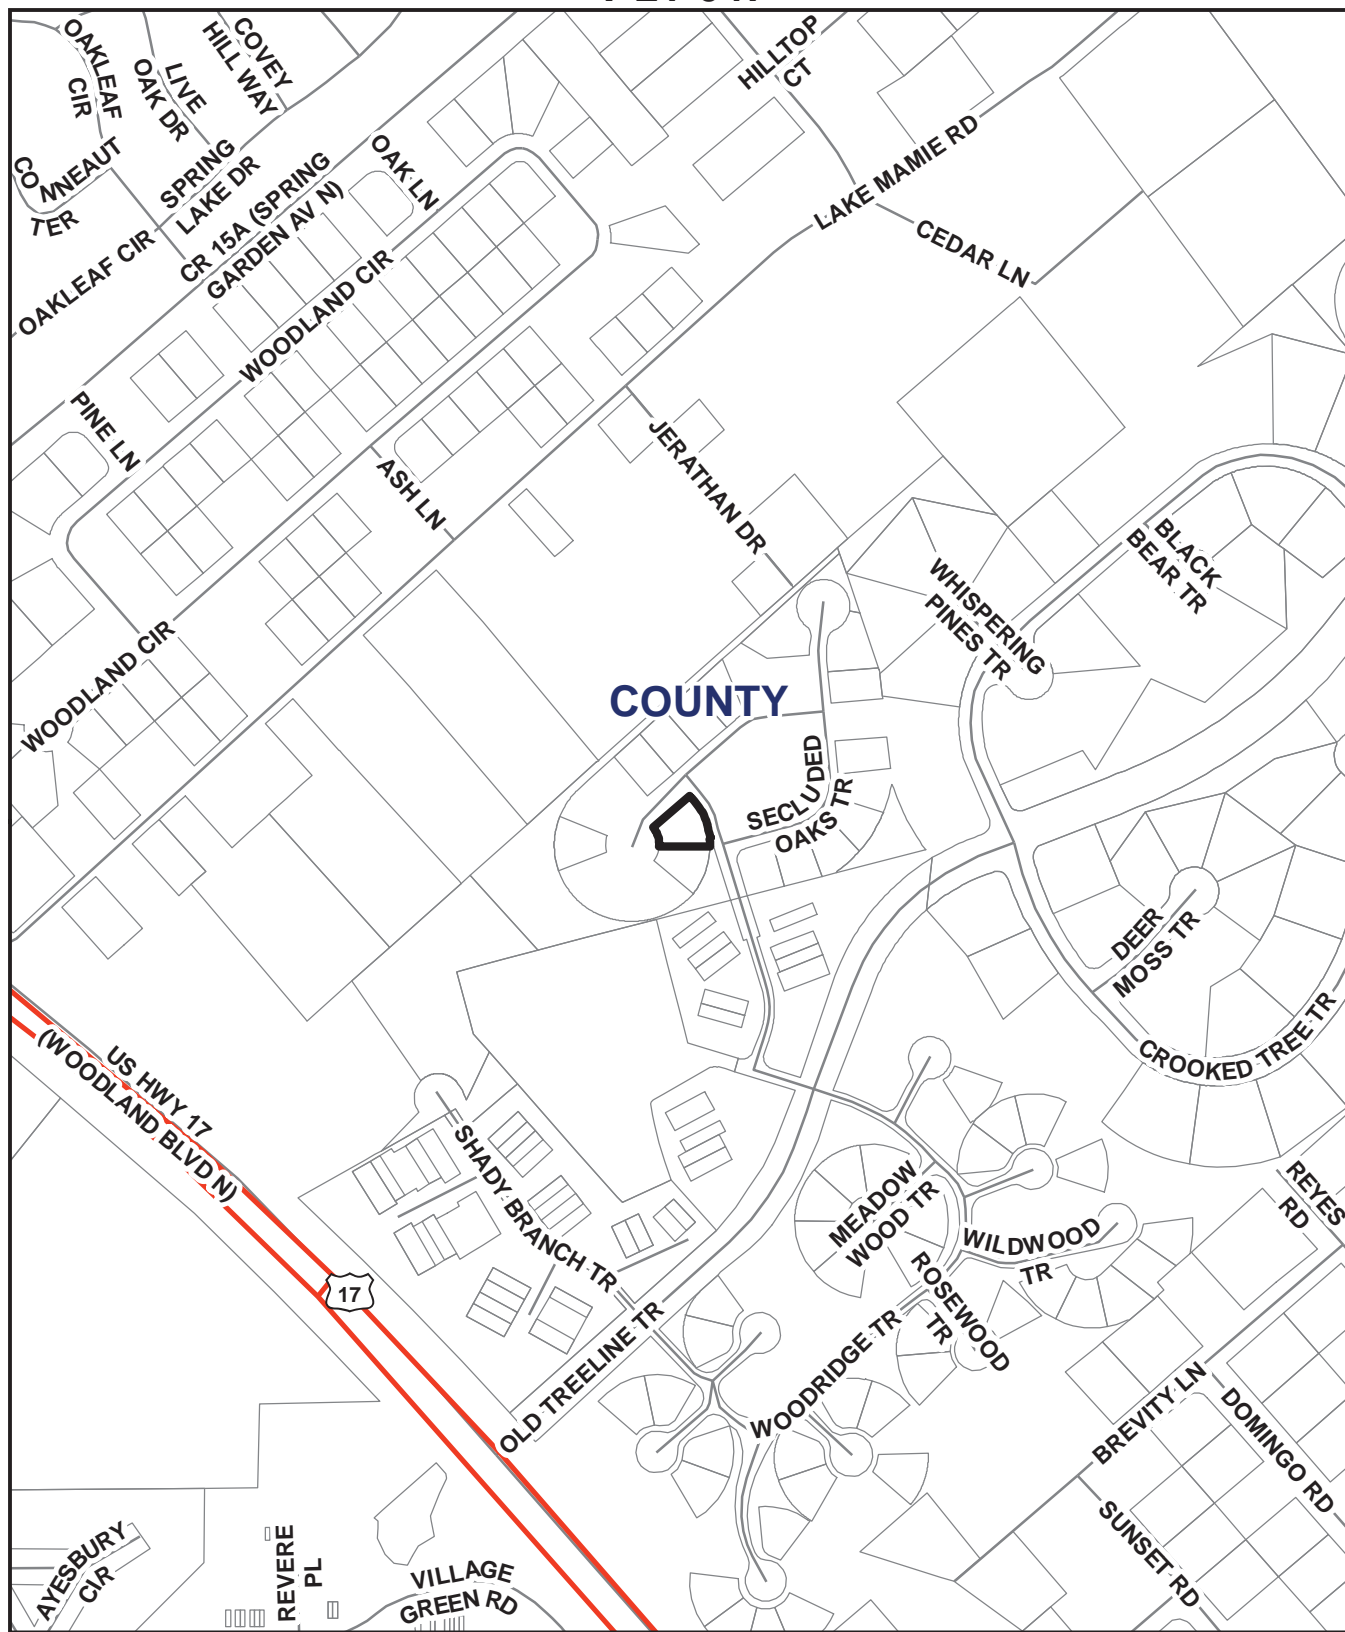 OAKLEAF
CIR
LIVE
OAK DR
COVEY
HILL WAY
HILLTOP
CT
CO NNEAUT
TER
SPRING
LAKE DR
OAK LN
CR 15A (SPRING
GARDEN AV N)
OAKLEAF CIR
WOODLAND CIR
LAKE MAMIE RD
CEDAR LN
PINE LN
ASH LN
JERATHAN DR
BLACK
BEAR TR
WHISPERING
PINES TR
WOODLAND CIR
COUNTY
SECLUDED
OAKS TR
DEER
MOSS TR
CROOKED TREE TR
US HWY 17
(WOODLAND BLVD N)
17
SHADY BRANCH TR
MEADOW
WOOD TR
WILDWOOD
TR
REYES
RD
ROSEWOOD
TR
OLD TREELINE TR
WOODRIDGE TR
BREVITY LN
DOMINGO RD
SUNSET RD
AYESBURY
CIR
REVERE
PL
VILLAGE
GREEN RD